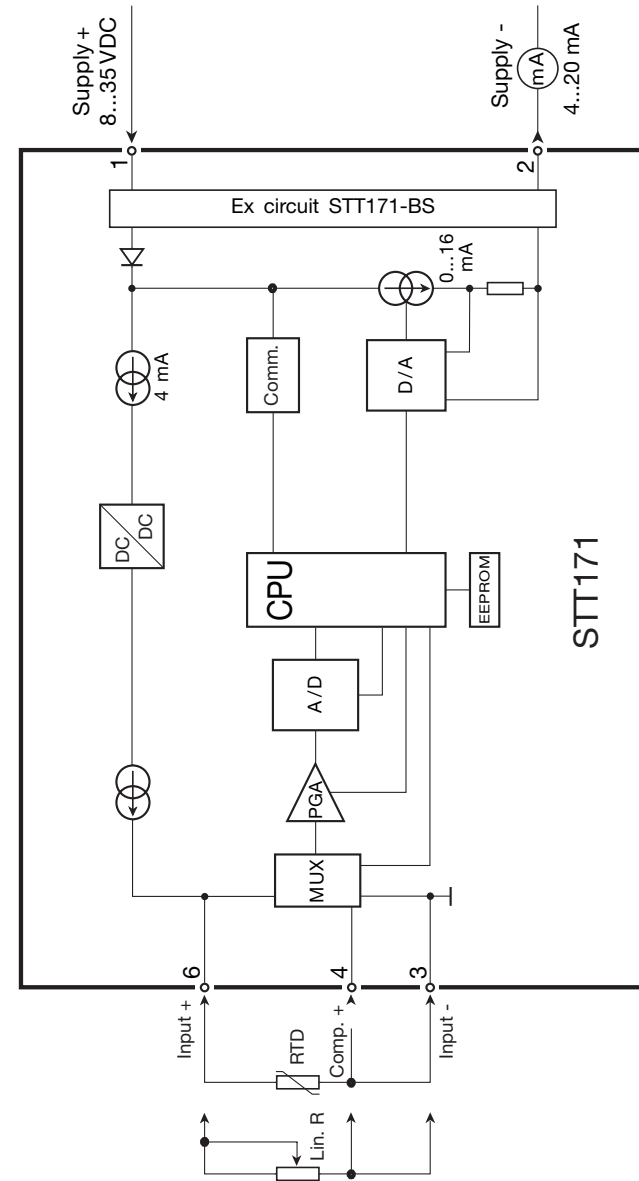 Input +
Comp. +
Input -
RTD
Lin. R
6
4
3
MUX
PGA
A/D
CPU
EEPROM
DC
DC
4 mA
Comm.
D/A
0...16
mA
Ex circuit STT171-BS
1
2
Supply +
8...35 VDC
Supply -
mA
4...20 mA
STT171